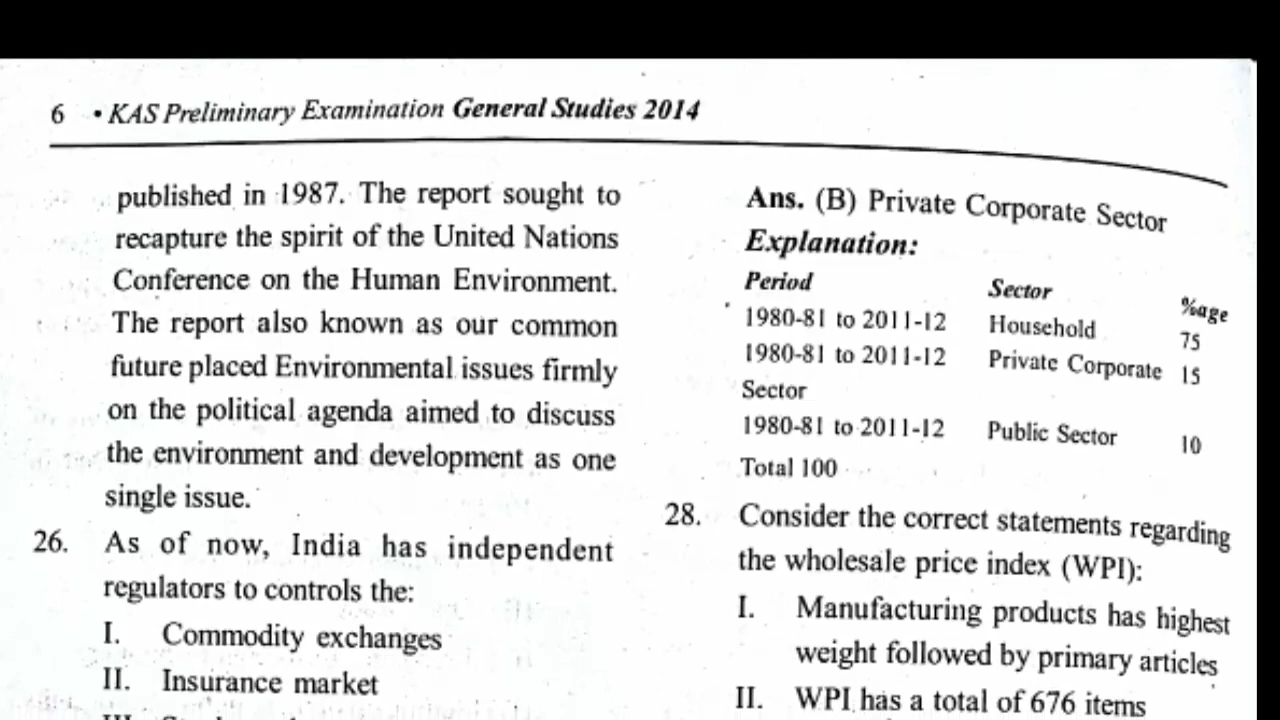 6 • KAS Preliminary Examination General Studies 2014
published in 1987. The report sought to
recapture the spirit of the United Nations
Conference on the Human Environment.
The report also known as our common
future placed Environmental issues firmly
on the political agenda aimed to discuss
the environment and development as one
single issue.
26. As of now, India has independent
regulators to controls the:
I. Commodity exchanges
II. Insurance market
III.
Ans. (B) Private Corporate Sector
Explanation:
Period Sector %age
1980-81 to 2011-12 Household 75
1980-81 to 2011-12 Private Corporate 15
Sector
1980-81 to 2011-12 Public Sector 10
Total 100
28. Consider the correct statements regarding
the wholesale price index (WPI):
I. Manufacturing products has highest
weight followed by primary articles
II. WPI has a total of 676 items